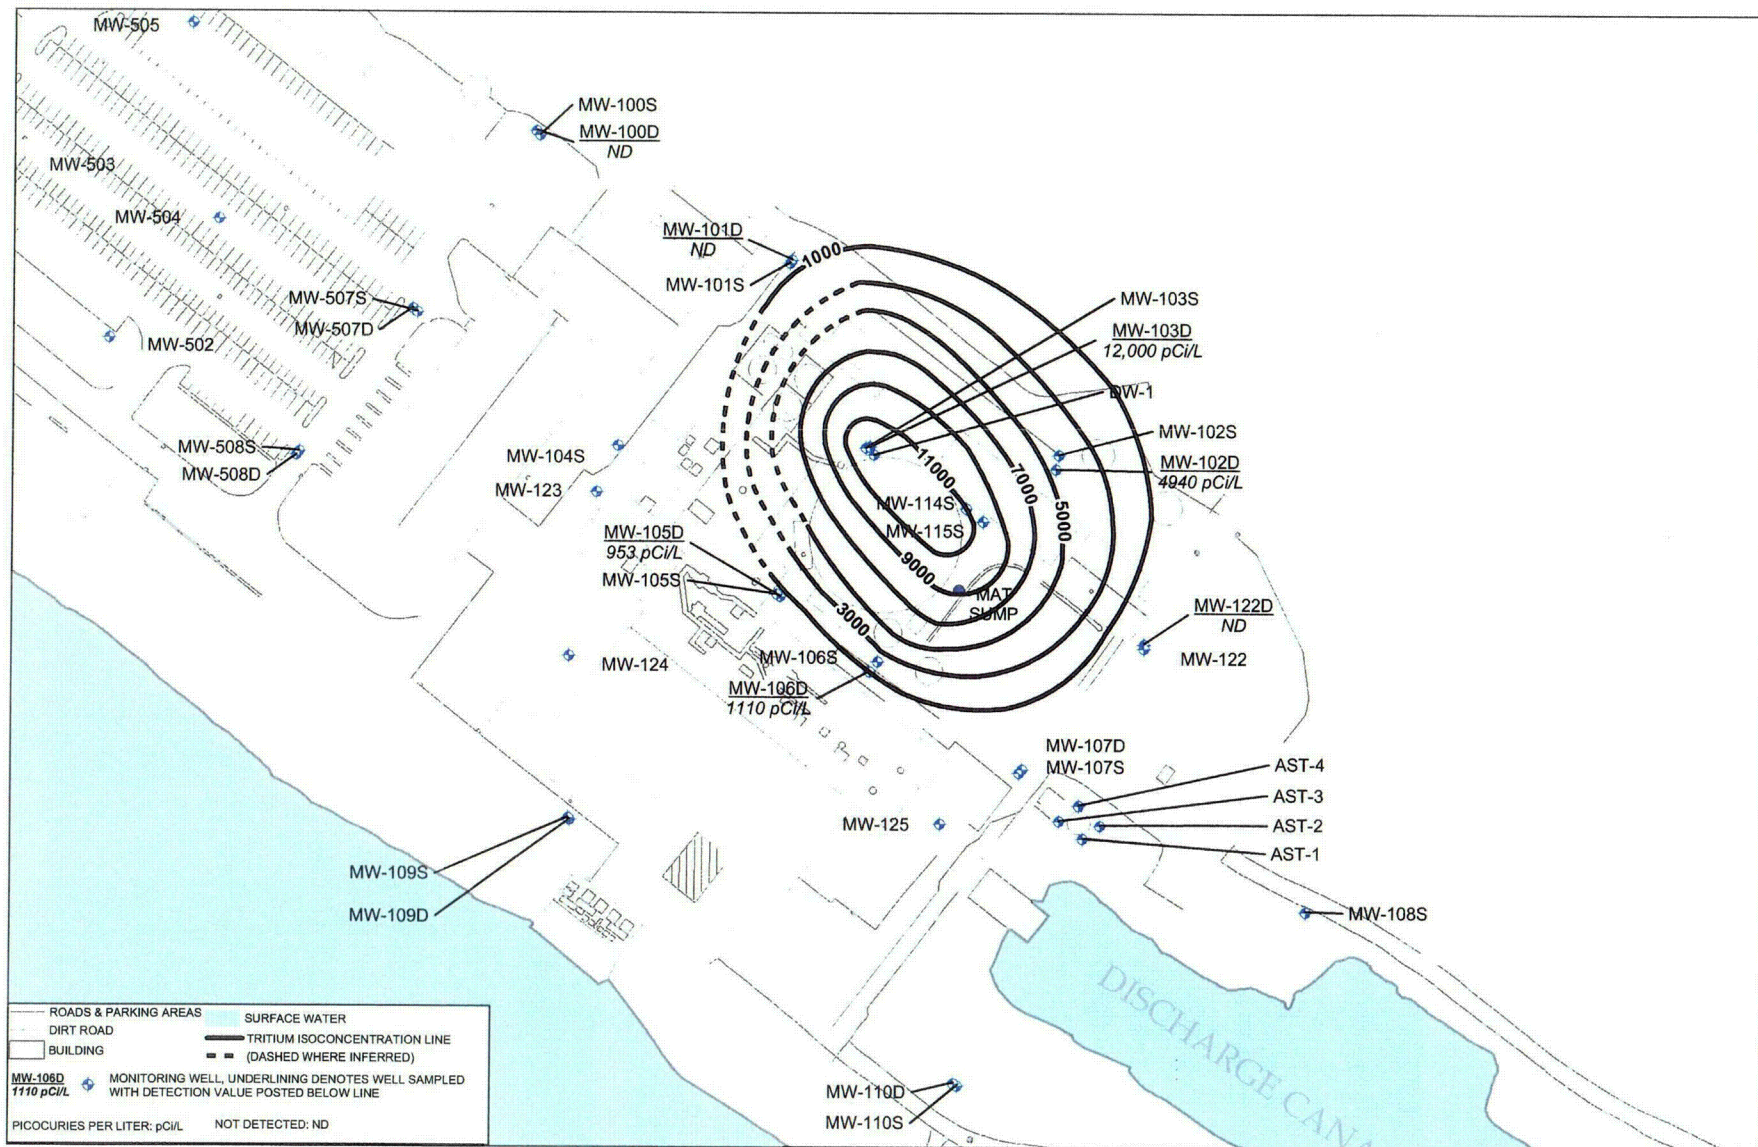 MW-505
MW-100S
MW-100D
ND
MW-503
MW-504
MW-101D
ND
MW-101S
1000
MW-507S
MW-507D
MW-502
MW-103S
MW-103D
12,000 pCi/L
DW-1
MW-102S
MW-102D
4940 pCi/L
MW-508S
MW-508D
MW-104S
MW-123
11000
7000
5000
MW-114S
MW-115S
9000
3000
MW-105D
953 pCi/L
MW-105S
MAT
SUMP
MW-122D
ND
MW-122
MW-124
MW-106S
MW-106D
1110 pCi/L
MW-107D
MW-107S
AST-4
AST-3
AST-2
AST-1
MW-125
MW-109S
MW-109D
MW-108S
DISCHARGE CANA
MW-110D
MW-110S
ROADS & PARKING AREAS
DIRT ROAD
BUILDING
SURFACE WATER
TRITIUM ISOCONCENTRATION LINE
(DASHED WHERE INFERRED)
MW-106D
1110 pCi/L
MONITORING WELL, UNDERLINING DENOTES WELL SAMPLED
WITH DETECTION VALUE POSTED BELOW LINE
PICOCURIES PER LITER: pCi/L NOT DETECTED: ND